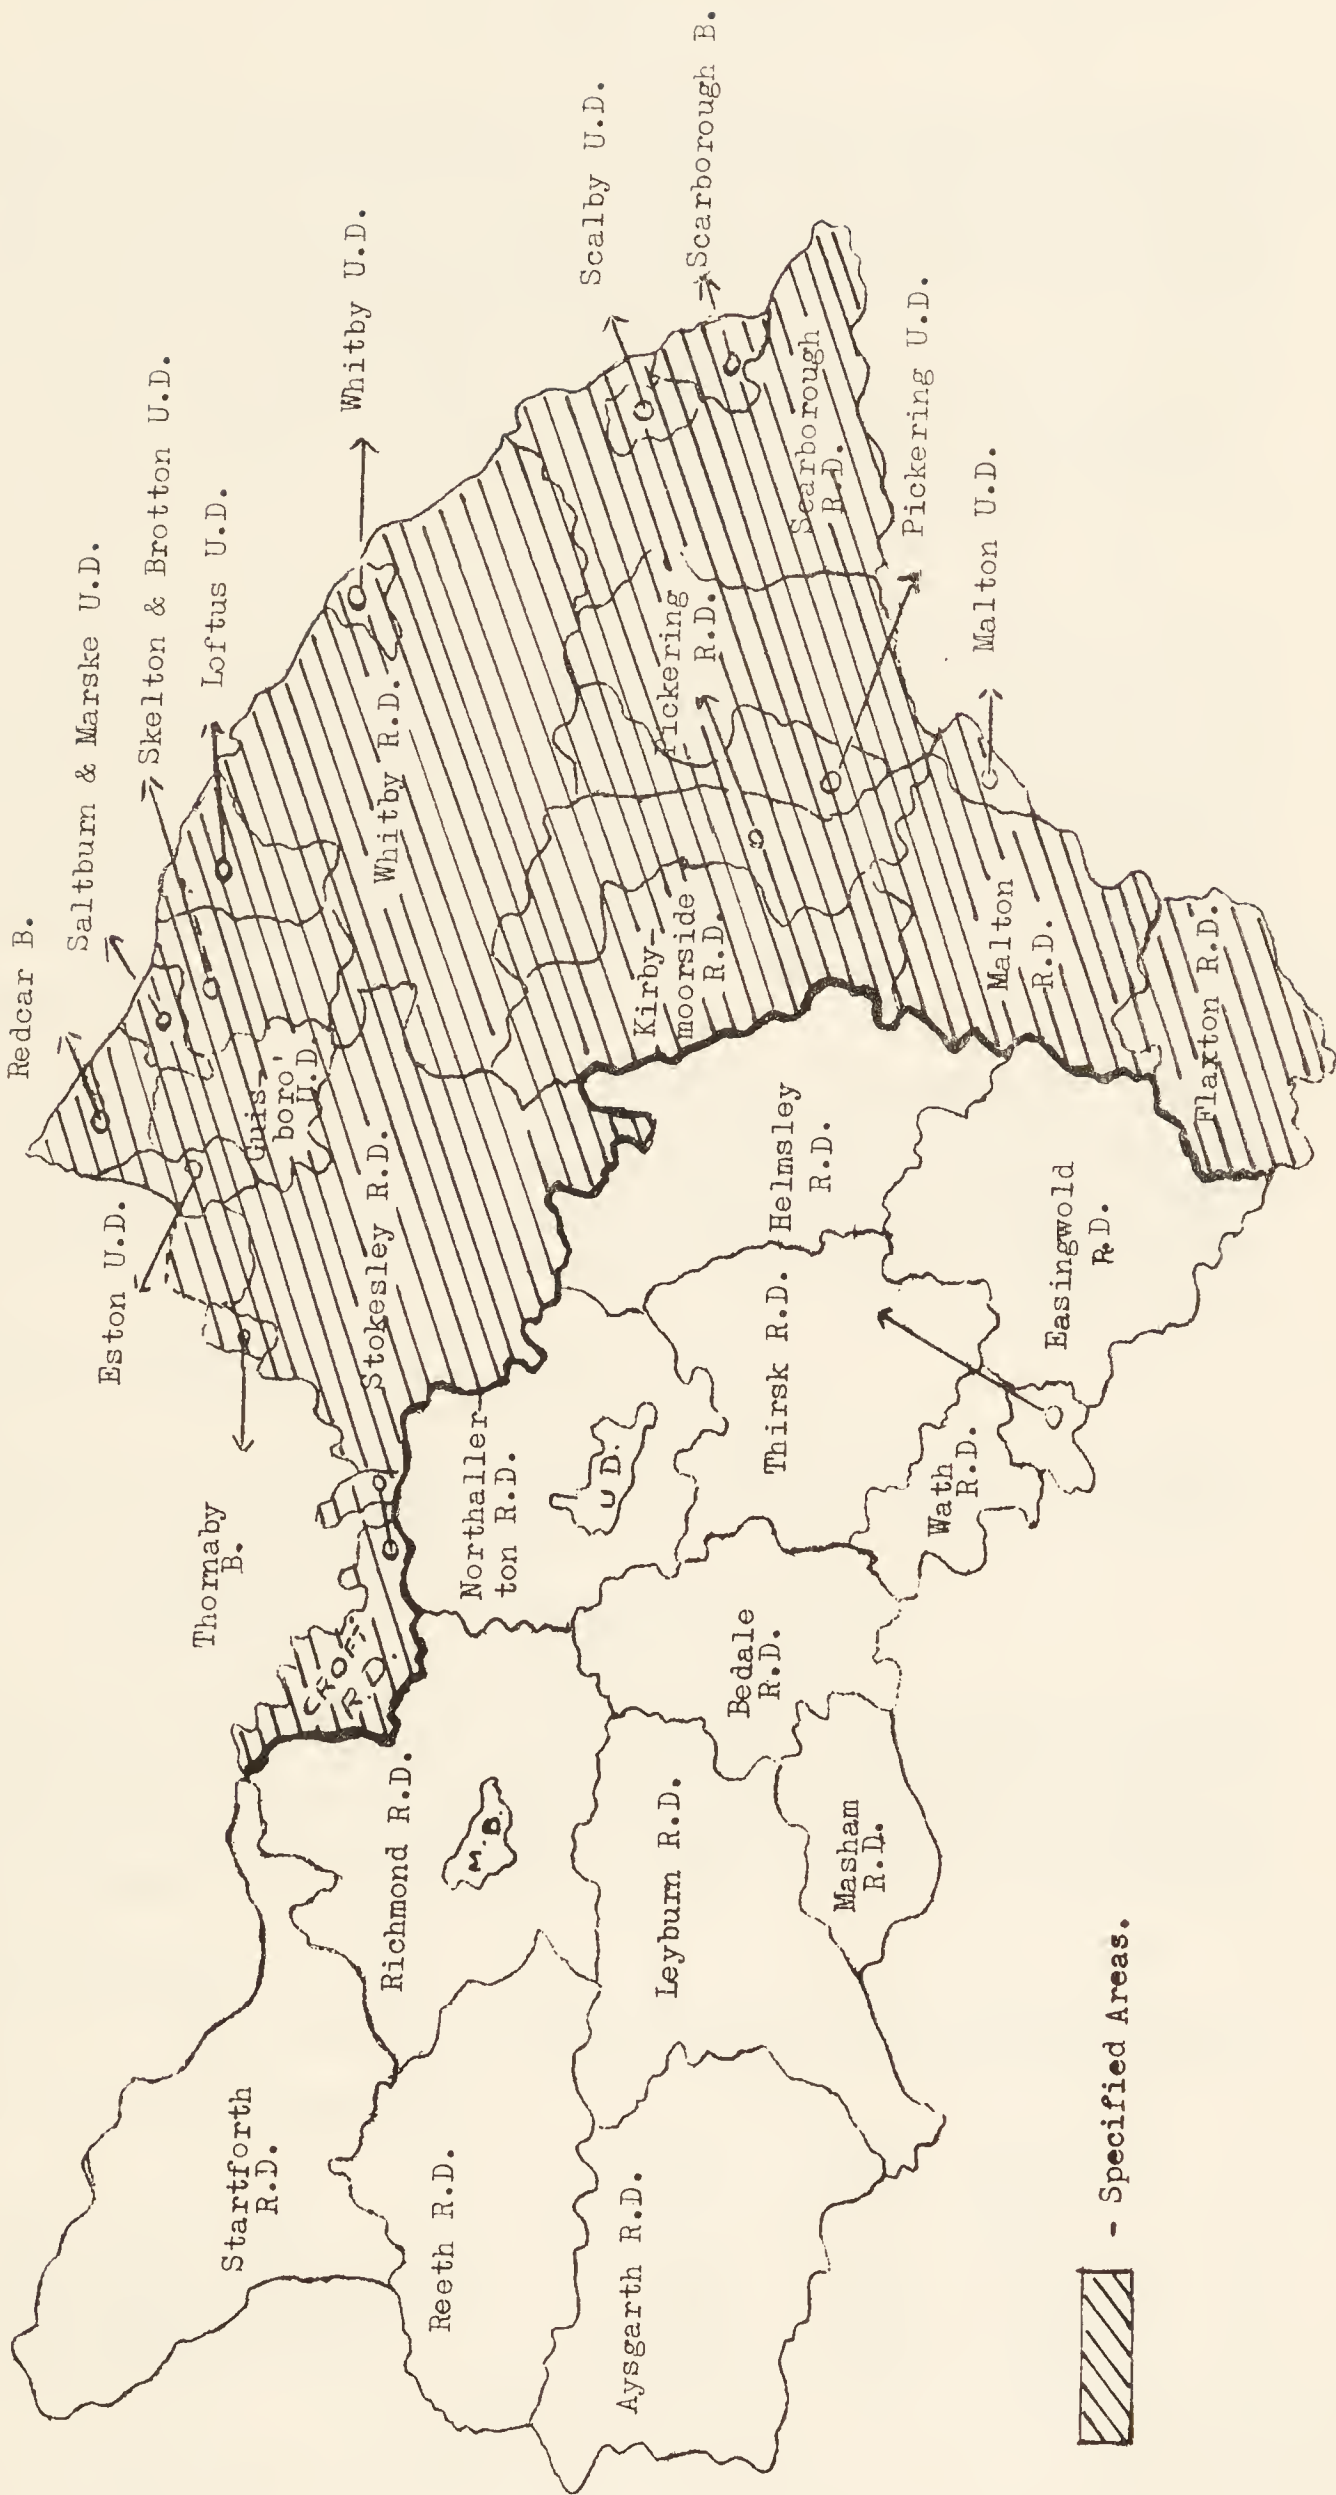 Redcar B.
Saltburn & Marske U.D.
Skelton & Brotton U.D.
Loftus U.D.
Whitby U.D.
Scalby U.D.
Scarborough B.
Eston U.D.
Guis-
boro'
U.D.
Thornaby
B.
Stokesley R.D.
Whitby R.D.
Pickering
R.D.
Scarborough
R.D.
Pickering U.D.
Malton U.D.
Kirby-
moorside
R.D.
Malton
R.D.
Flaxton R.D.
Startforth
R.D.
Richmond R.D.
M.B.
Northaller-
ton R.D.
U.D.
Helmsley
R.D.
Thirsk R.D.
Easingwold
R.D.
Wath
R.D.
Bedale
R.D.
Reeth R.D.
Leyburn R.D.
Aysgarth R.D.
Masham
R.D.
- Specified Areas.